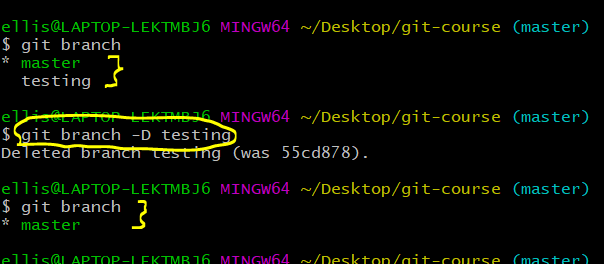 ellis@LAPTOP-LEKTMBJ6 MINGW64 ~/Desktop/git-course (master)
$ git branch
* master
  testing
ellis@LAPTOP-LEKTMBJ6 MINGW64 ~/Desktop/git-course (master)
$ git branch -D testing
Deleted branch testing (was 55cd878).
ellis@LAPTOP-LEKTMBJ6 MINGW64 ~/Desktop/git-course (master)
$ git branch
* master
ellis@LAPTOP-LEKTMBJ6 MINGW64 ~/Desktop/git-course (master)